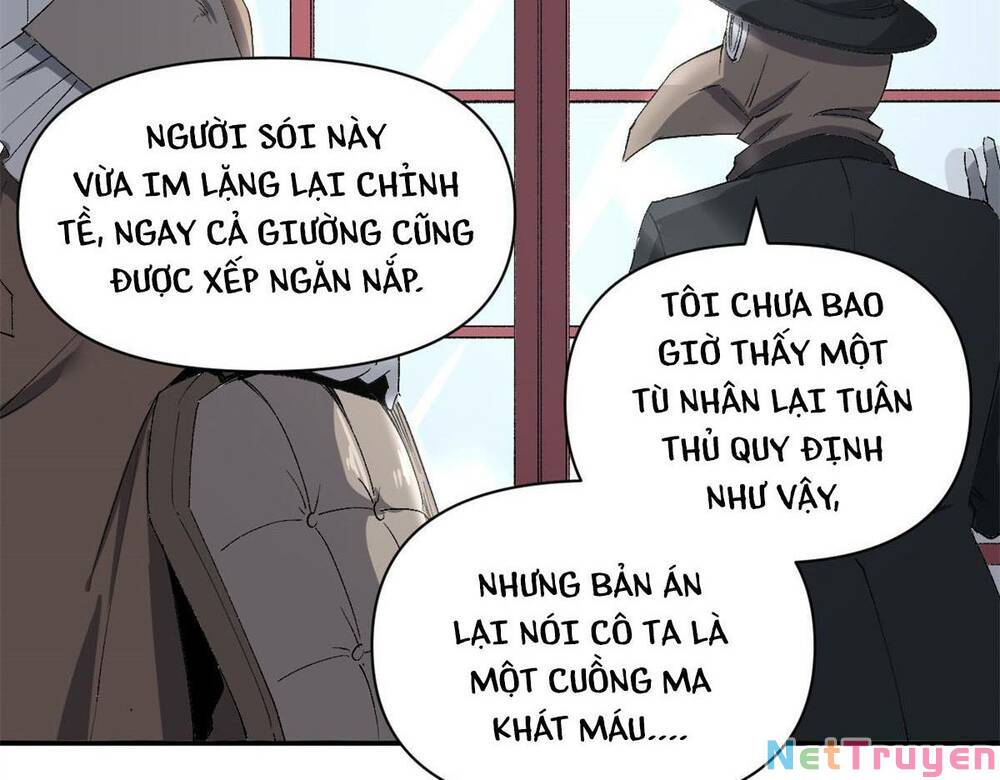 NGƯỜI SÓI NÀY
VỪA IM LẶNG LẠI CHỈNH
TỀ, NGAY CẢ GIƯỜNG CŨNG
ĐƯỢC XẾP NGĂN NẮP.
TÔI CHƯA BAO
GIỜ THẤY MỘT
TÙ NHÂN LẠI TUÂN
THỦ QUY ĐỊNH
NHƯ VẬY,
NHƯNG BẢN ÁN
LẠI NÓI CÔ TA LÀ
MỘT CUỒNG MA
KHÁT MÁU....
NetTruyen